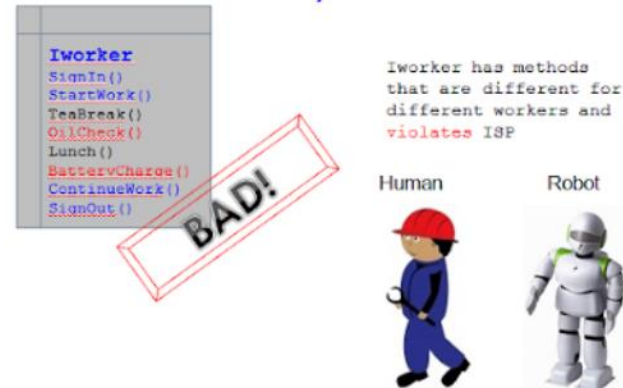 Iworker
SignIn()
StartWork()
TeaBreak()
OilCheck()
Lunch()
BatteryCharge()
ContinueWork()
SignOut()
BAD!
Iworker has methods
that are different for
different workers and
violates ISP
Human
Robot